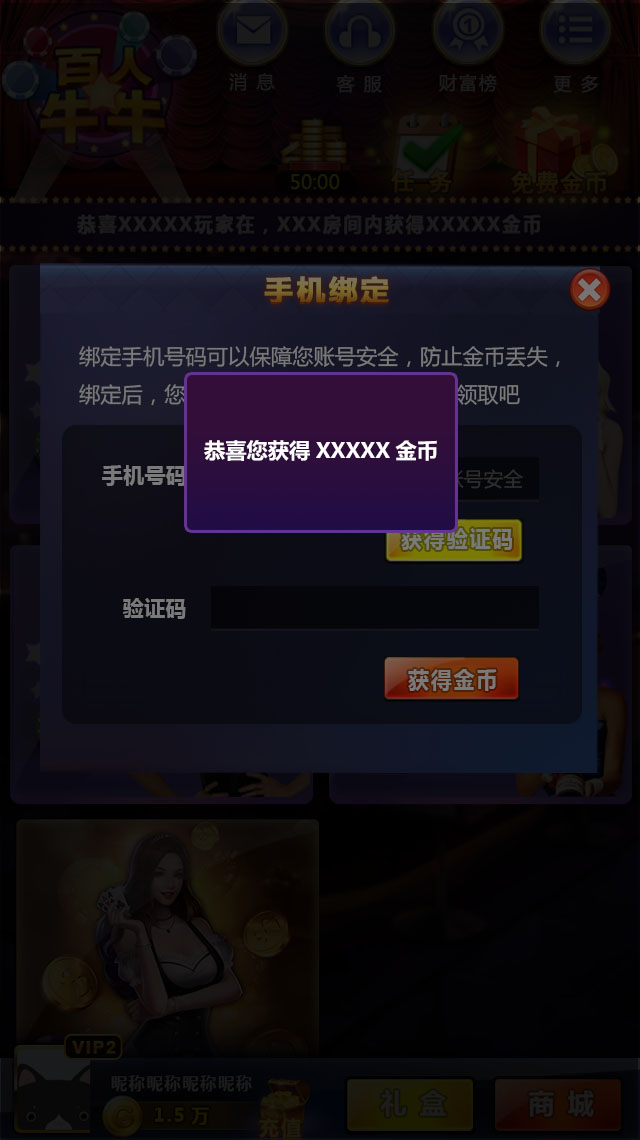 百人
牛牛
消息
客服
财富榜
更多
50:00
任务
免费金币
恭喜XXXXX玩家在，XXX房间内获得XXXXX金币
手机绑定
绑定手机号码可以保障您账号安全，防止金币丢失，
绑定后，您
领取吧
恭喜您获得 XXXXX 金币
手机号码
账号安全
获得验证码
验证码
获得金币
VIP2
昵称昵称昵称昵称
1.5万
充值
礼盒
商城